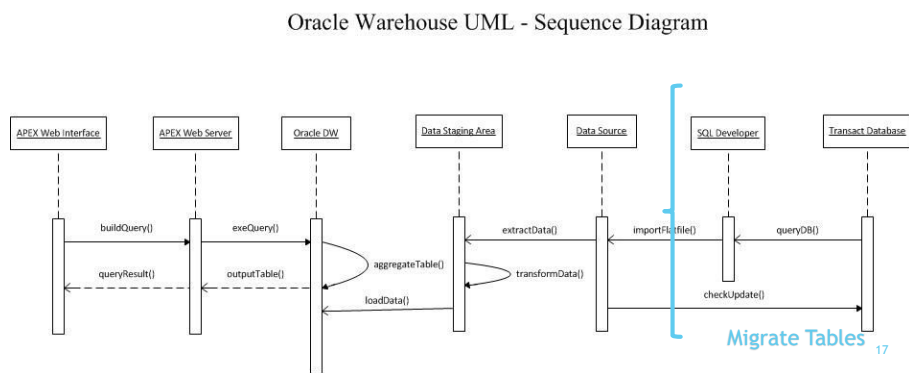 Oracle Warehouse UML - Sequence Diagram
APEX Web Interface
APEX Web Server
Oracle DW
Data Staging Area
Data Source
SQL Developer
Transact Database
buildQuery()
exeQuery()
extractData()
importFlatfile()
queryDB()
aggregateTable()
queryResult()
outputTable()
transformData()
loadData()
checkUpdate()
Migrate Tables
17